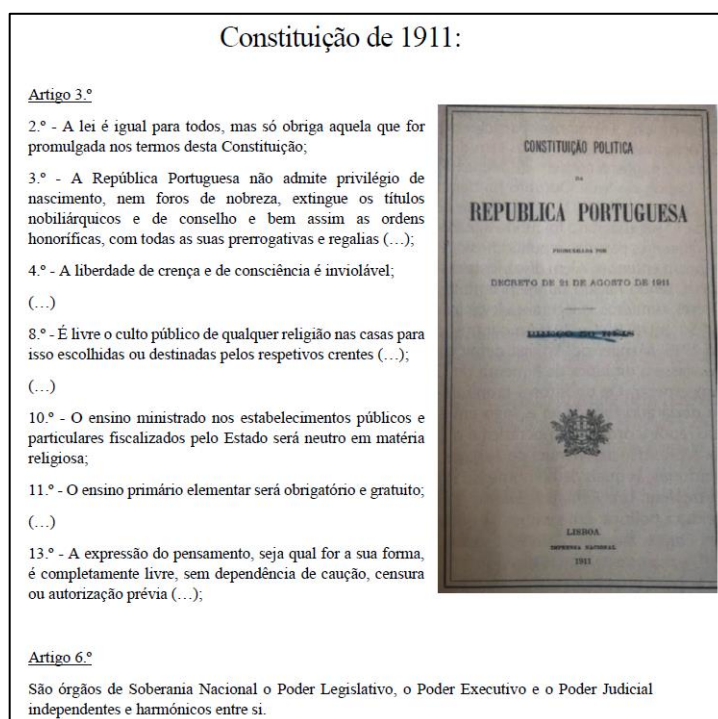 Constituição de 1911:
Artigo 3.º
2.º - A lei é igual para todos, mas só obriga aquela que for
promulgada nos termos desta Constituição;
3.º - A República Portuguesa não admite privilégio de
nascimento, nem foros de nobreza, extingue os títulos
nobiliárquicos e de conselho e bem assim as ordens
honoríficas, com todas as suas prerrogativas e regalias (…);
4.º - A liberdade de crença e de consciência é inviolável;
(…)
8.º - É livre o culto público de qualquer religião nas casas para
isso escolhidas ou destinadas pelos respetivos crentes (…);
(…)
10.º - O ensino ministrado nos estabelecimentos públicos e
particulares fiscalizados pelo Estado será neutro em matéria
religiosa;
11.º - O ensino primário elementar será obrigatório e gratuito;
(…)
13.º - A expressão do pensamento, seja qual for a sua forma,
é completamente livre, sem dependência de caução, censura
ou autorização prévia (…);
CONSTITUIÇÃO POLITICA
DA
REPUBLICA PORTUGUESA
PROMULGADA POR
DECRETO DE 21 DE AGOSTO DE 1911
LISBOA
IMPRENSA NACIONAL
1911
Artigo 6.º
São órgãos de Soberania Nacional o Poder Legislativo, o Poder Executivo e o Poder Judicial
independentes e harmónicos entre si.